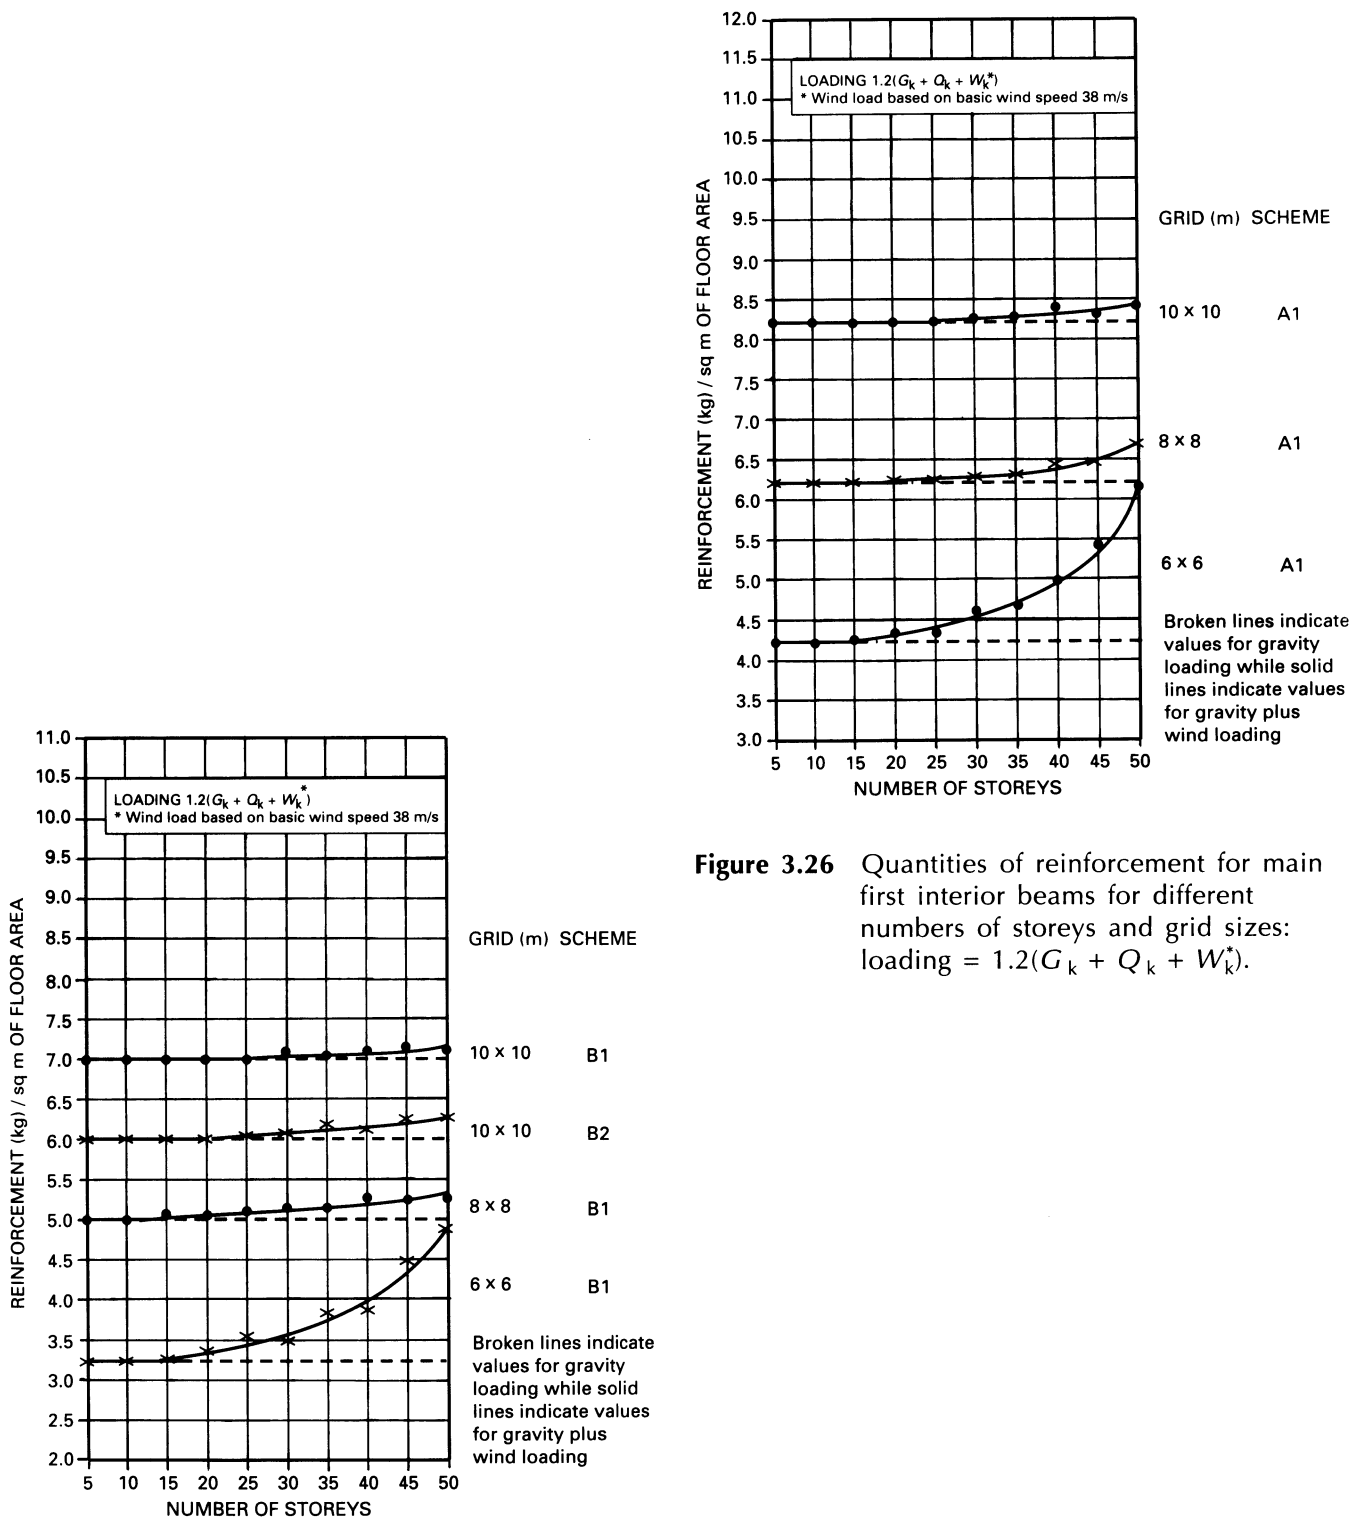 12.0
11.5
11.0
10.5
10.0
9.5
9.0
8.5
8.0
7.5
7.0
6.5
6.0
5.5
5.0
4.5
4.0
3.5
3.0
REINFORCEMENT (kg) / sq m OF FLOOR AREA
LOADING 1.2(Gk + Qk + Wk*)
* Wind load based on basic wind speed 38 m/s
GRID (m) SCHEME
10 x 10 A1
8 x 8 A1
6 x 6 A1
Broken lines indicate
values for gravity
loading while solid
lines indicate values
for gravity plus
wind loading
5 10 15 20 25 30 35 40 45 50
NUMBER OF STOREYS
Figure 3.26 Quantities of reinforcement for main
first interior beams for different
numbers of storeys and grid sizes:
loading = 1.2(Gk + Qk + Wk*).
11.0
10.5
10.0
9.5
9.0
8.5
8.0
7.5
7.0
6.5
6.0
5.5
5.0
4.5
4.0
3.5
3.0
2.5
2.0
REINFORCEMENT (kg) / sq m OF FLOOR AREA
LOADING 1.2(Gk + Qk + Wk*)
* Wind load based on basic wind speed 38 m/s
GRID (m) SCHEME
10 x 10 B1
10 x 10 B2
8 x 8 B1
6 x 6 B1
Broken lines indicate
values for gravity
loading while solid
lines indicate values
for gravity plus
wind loading
5 10 15 20 25 30 35 40 45 50
NUMBER OF STOREYS